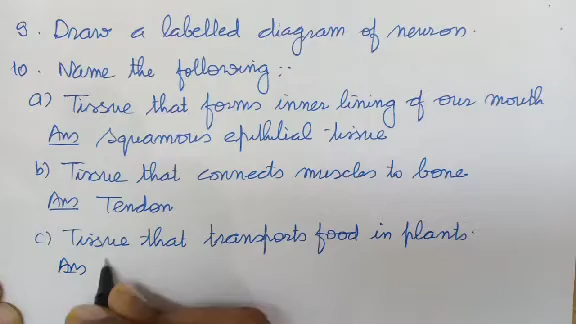 9. Draw a labelled diagram of neuron.
10. Name the following :-
a) Tissue that forms inner lining of our mouth
Ans Squamous epithelial tissue
b) Tissue that connects muscles to bone
Ans Tendon
c) Tissue that transports food in plants.
Ans